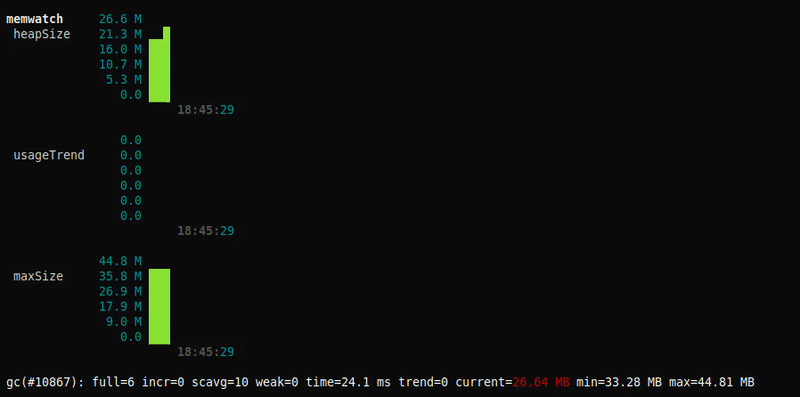 memwatch 26.6 M
heapSize 21.3 M
16.0 M
10.7 M
5.3 M
0.0
18:45:29
0.0
usageTrend 0.0
0.0
0.0
0.0
0.0
18:45:29
44.8 M
maxSize 35.8 M
26.9 M
17.9 M
9.0 M
0.0
18:45:29
gc(#10867): full=6 incr=0 scavg=10 weak=0 time=24.1 ms trend=0 current=26.64 MB min=33.28 MB max=44.81 MB